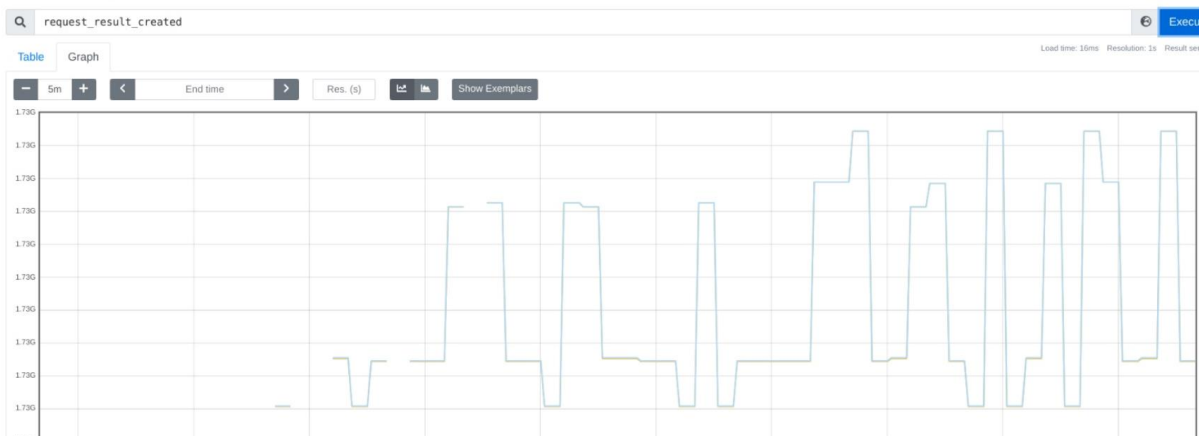 request_result_created
Execu
Table
Graph
Load time: 16ms Resolution: 1s Result se
5m
End time
Res. (s)
Show Exemplars
1.73G
1.73G
1.73G
1.73G
1.73G
1.73G
1.73G
1.73G
1.73G
1.73G